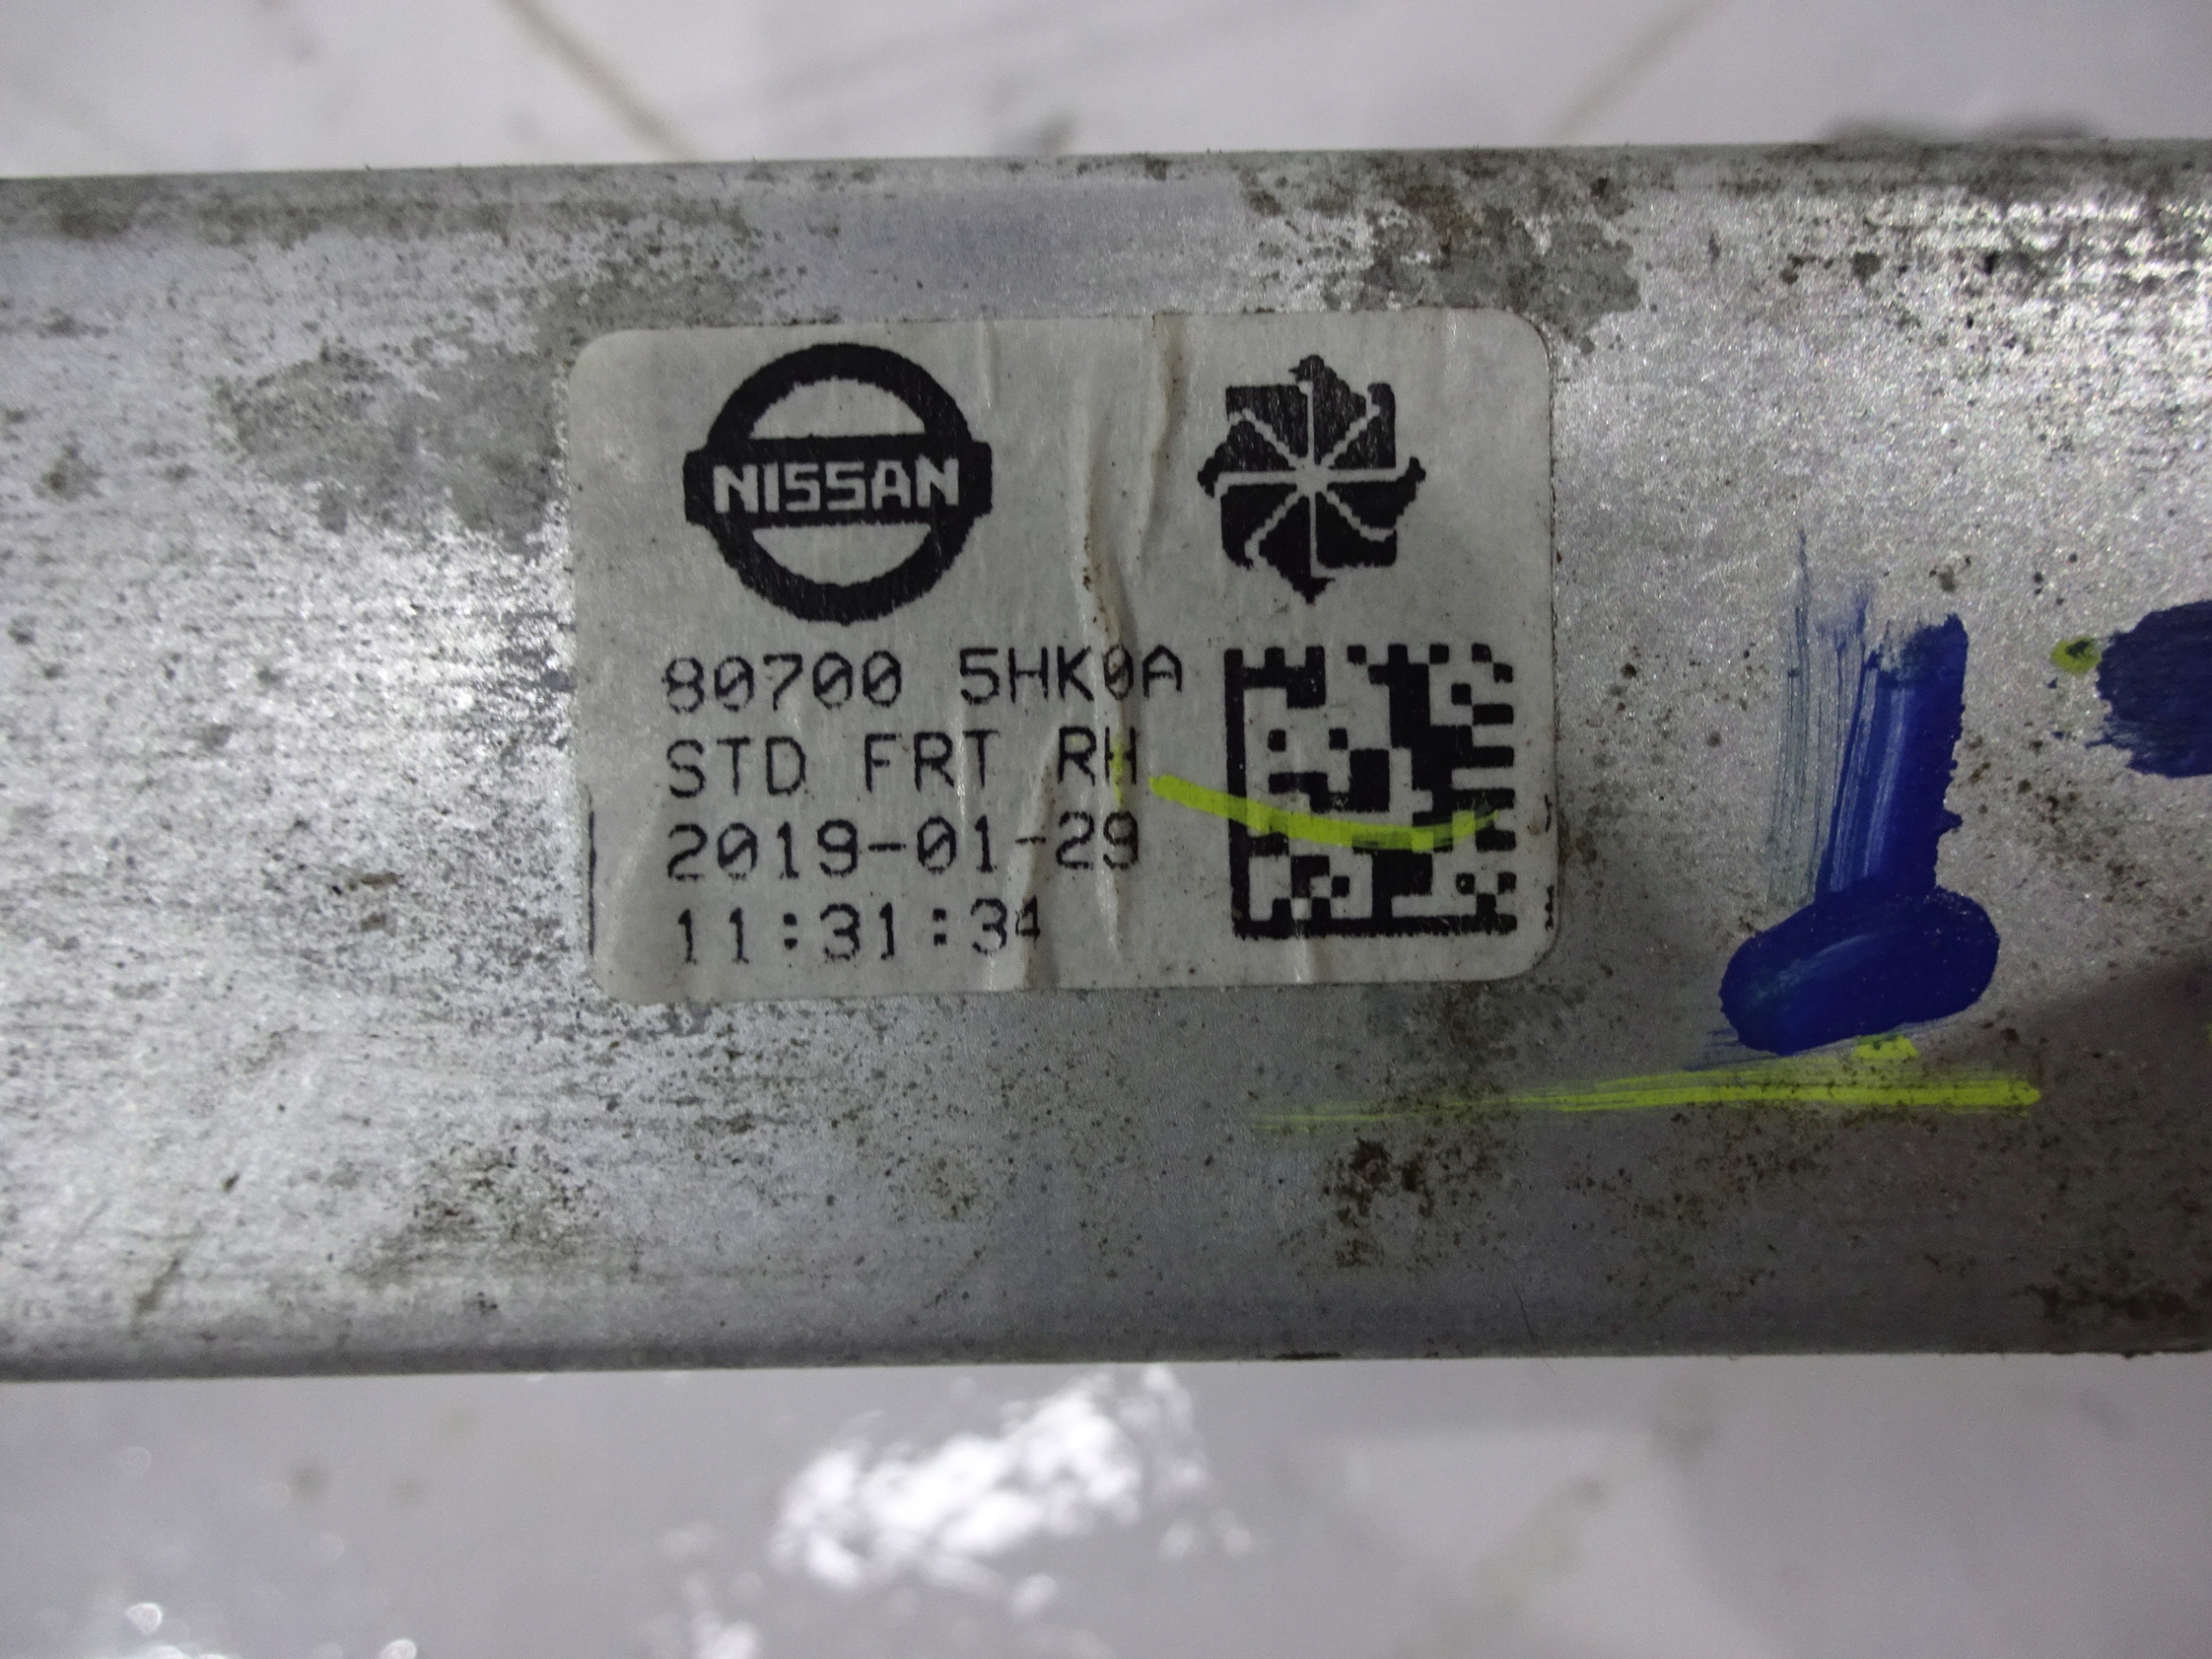 NISSAN
80700 5HK0A
STD FRT RH
2019-01-29
11:31:34